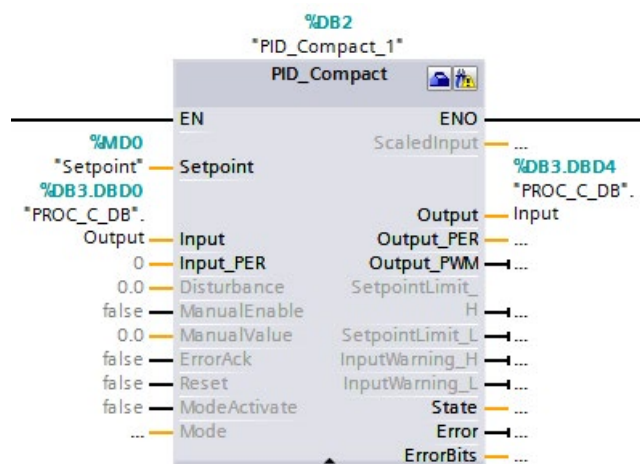 %DB2
"PID_Compact_1"
PID_Compact
EN ENO
%MD0 ScaledInput ...
"Setpoint" Setpoint %DB3.DBD4
%DB3.DBD0 "PROC_C_DB".
"PROC_C_DB". Output Input
Output Input Output_PER ...
0 Input_PER Output_PWM ...
0.0 Disturbance SetpointLimit_
false ManualEnable H ...
0.0 ManualValue SetpointLimit_L ...
false ErrorAck InputWarning_H ...
false Reset InputWarning_L ...
false ModeActivate State ...
... Mode Error ...
ErrorBits ...